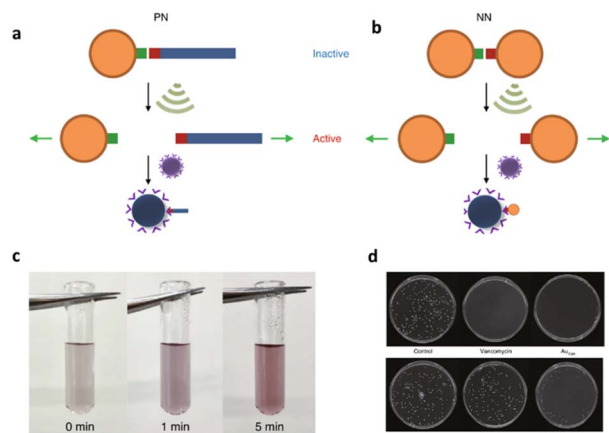 PN
NN
a
b
Inactive
Active
c
d
Control
Vancomycin
0 min
1 min
5 min